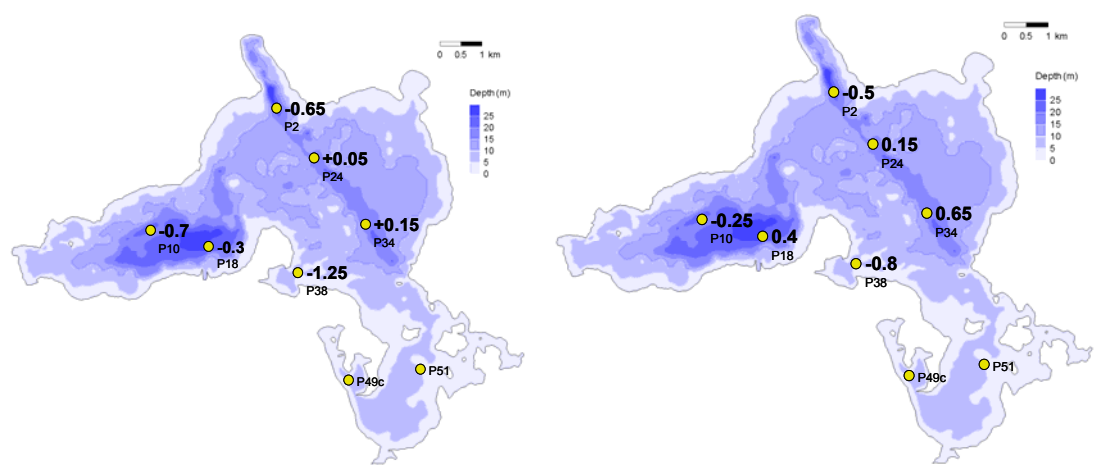 0 0.5 1 km
Depth (m)
25
20
15
10
5
0
-0.65
P2
+0.05
P24
+0.15
P34
-0.7
P10
-0.3
P18
-1.25
P38
P49c
P51
0 0.5 1 km
Depth (m)
25
20
15
10
5
0
-0.5
P2
0.15
P24
0.65
P34
-0.25
P10
0.4
P18
-0.8
P38
P49c
P51